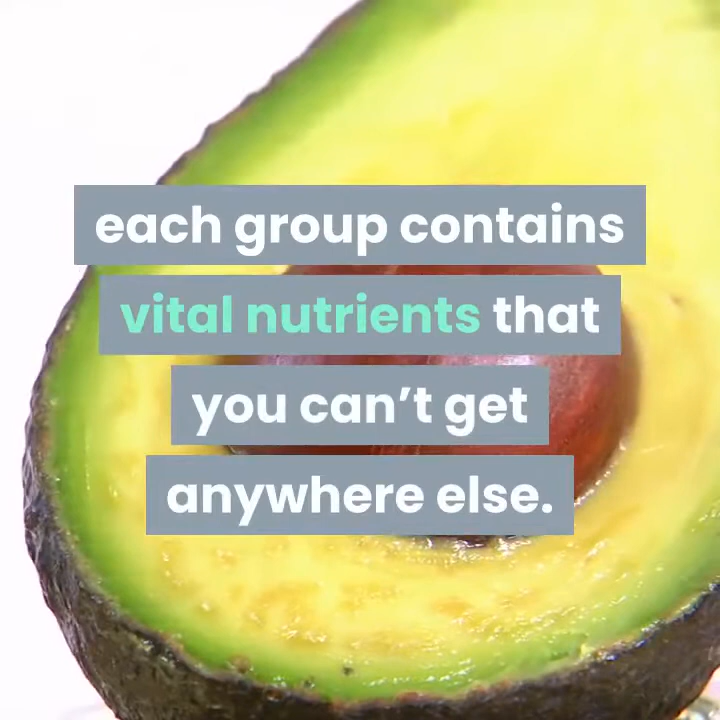 each group contains
vital nutrients that
you can’t get
anywhere else.